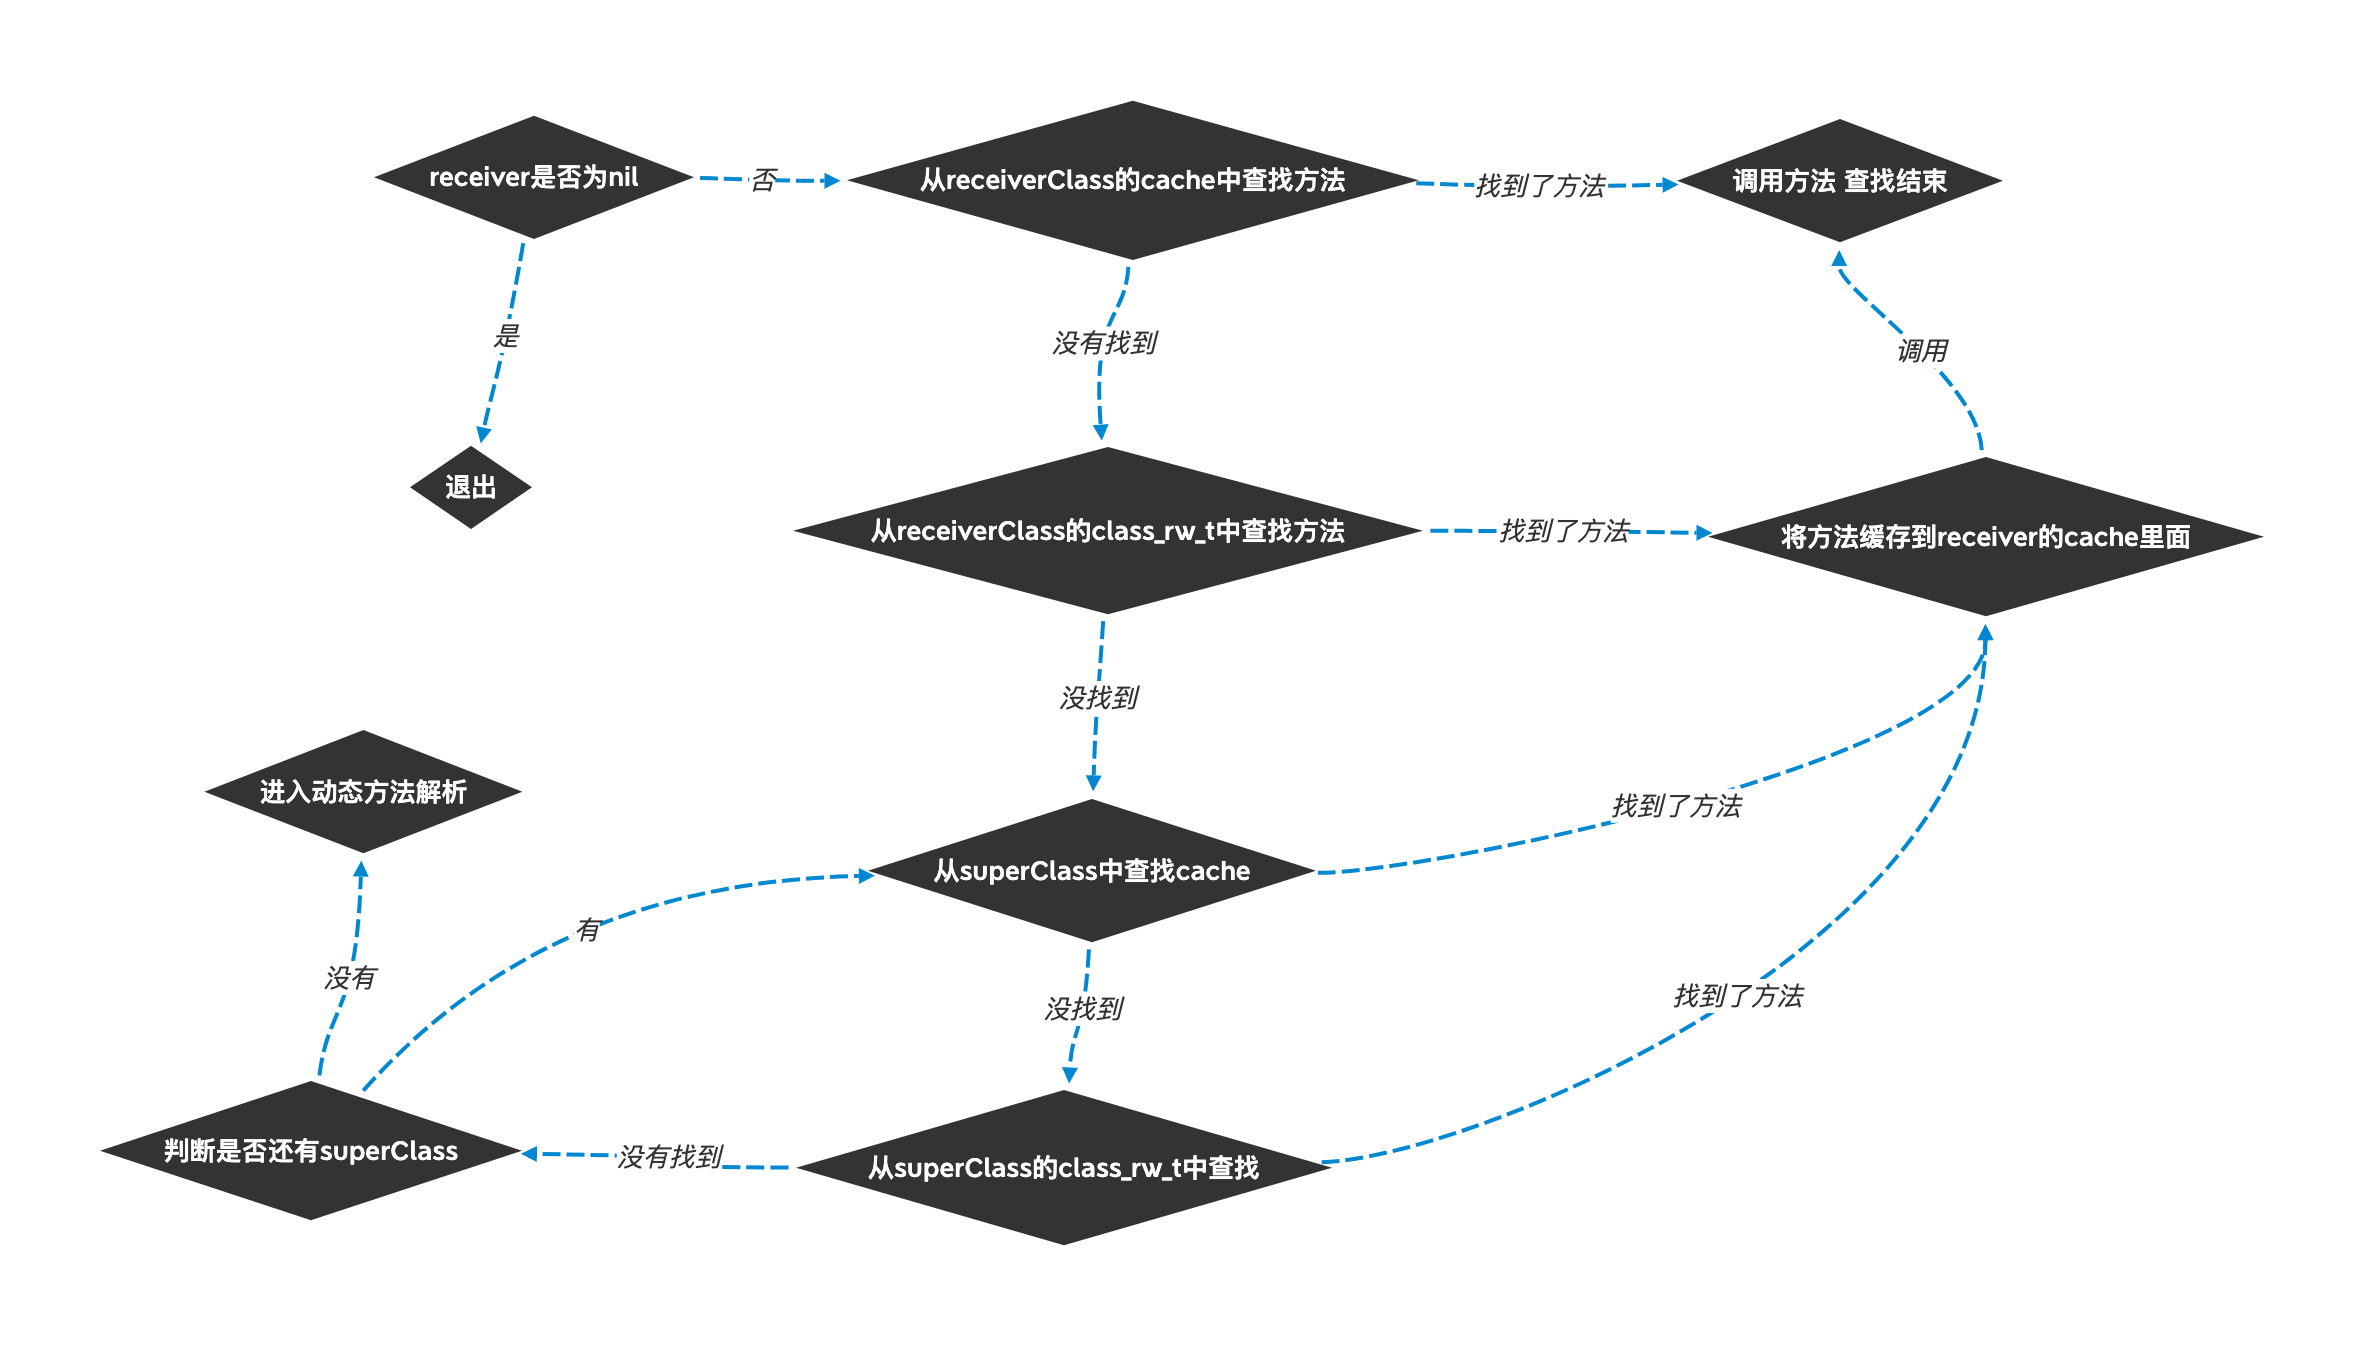 receiver是否为nil
否
从receiverClass的cache中查找方法
找到了方法
调用方法 查找结束
是
没有找到
调用
退出
从receiverClass的class_rw_t中查找方法
找到了方法
将方法缓存到receiver的cache里面
没找到
进入动态方法解析
找到了方法
从superClass中查找cache
有
没有
没找到
找到了方法
判断是否还有superClass
没有找到
从superClass的class_rw_t中查找